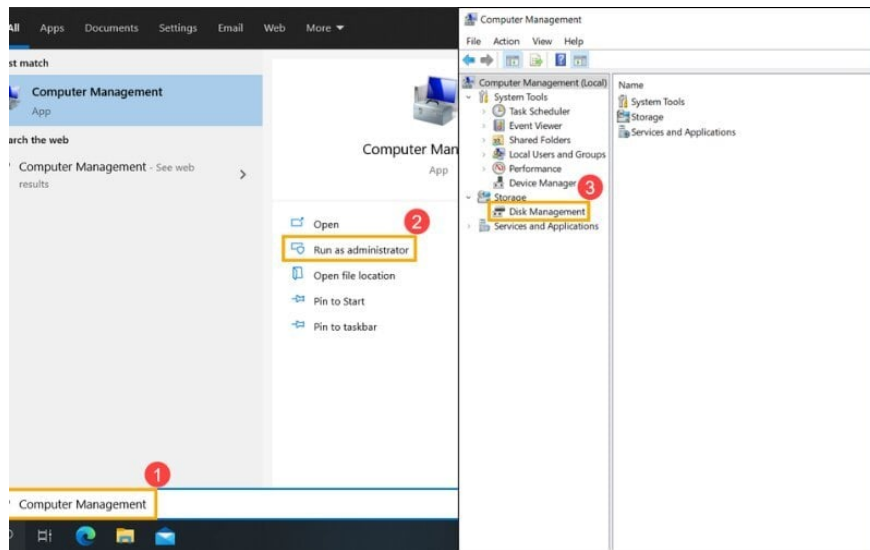 All Apps Documents Settings Email Web More
st match
Computer Management
App
arch the web
Computer Management - See web
results
Computer Man
App
Open
2
Run as administrator
Open file location
Pin to Start
Pin to taskbar
1
Computer Management
Computer Management
File Action View Help
Computer Management (Local)
System Tools
Task Scheduler
Event Viewer
Shared Folders
Local Users and Groups
Performance
Device Manager
3
Storage
Disk Management
Services and Applications
Name
System Tools
Storage
Services and Applications